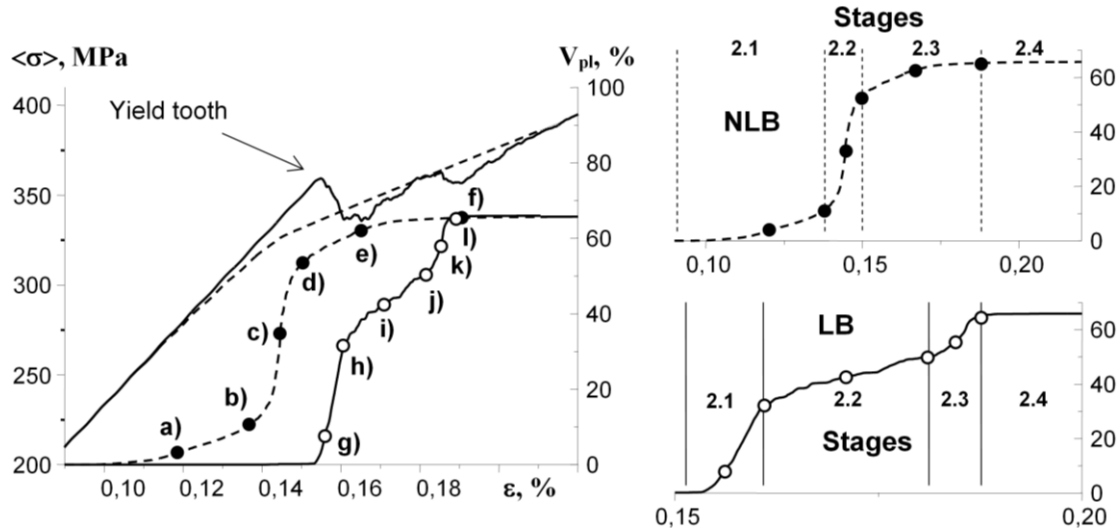 <σ>, MPa
V_pl, %
400
350
300
250
200
100
80
60
40
20
0
Yield tooth
a)
b)
c)
d)
e)
f)
g)
h)
i)
j)
k)
l)
0,10
0,12
0,14
0,16
0,18
ε, %
Stages
2.1
2.2
2.3
2.4
NLB
60
40
20
0
0,10
0,15
0,20
LB
2.1
2.2
2.3
2.4
Stages
60
40
20
0
0,15
0,20